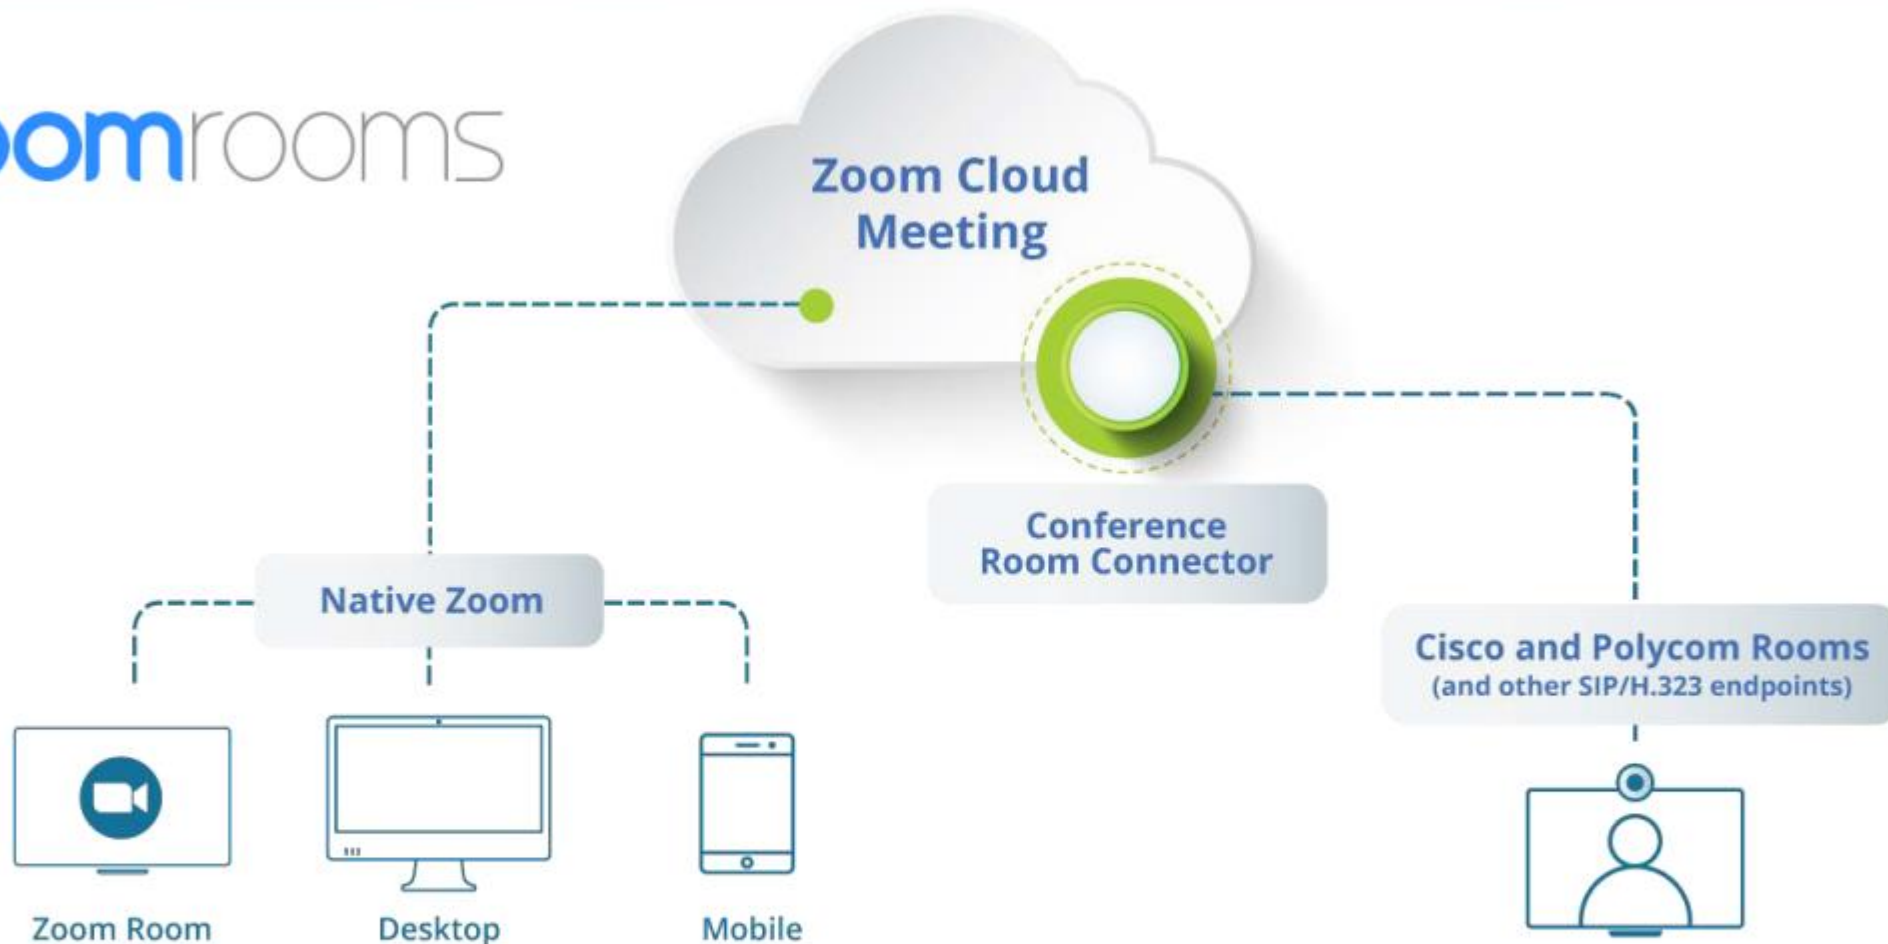 oomrooms
Zoom Cloud
Meeting
Conference
Room Connector
Native Zoom
Cisco and Polycom Rooms
(and other SIP/H.323 endpoints)
Zoom Room
Desktop
Mobile